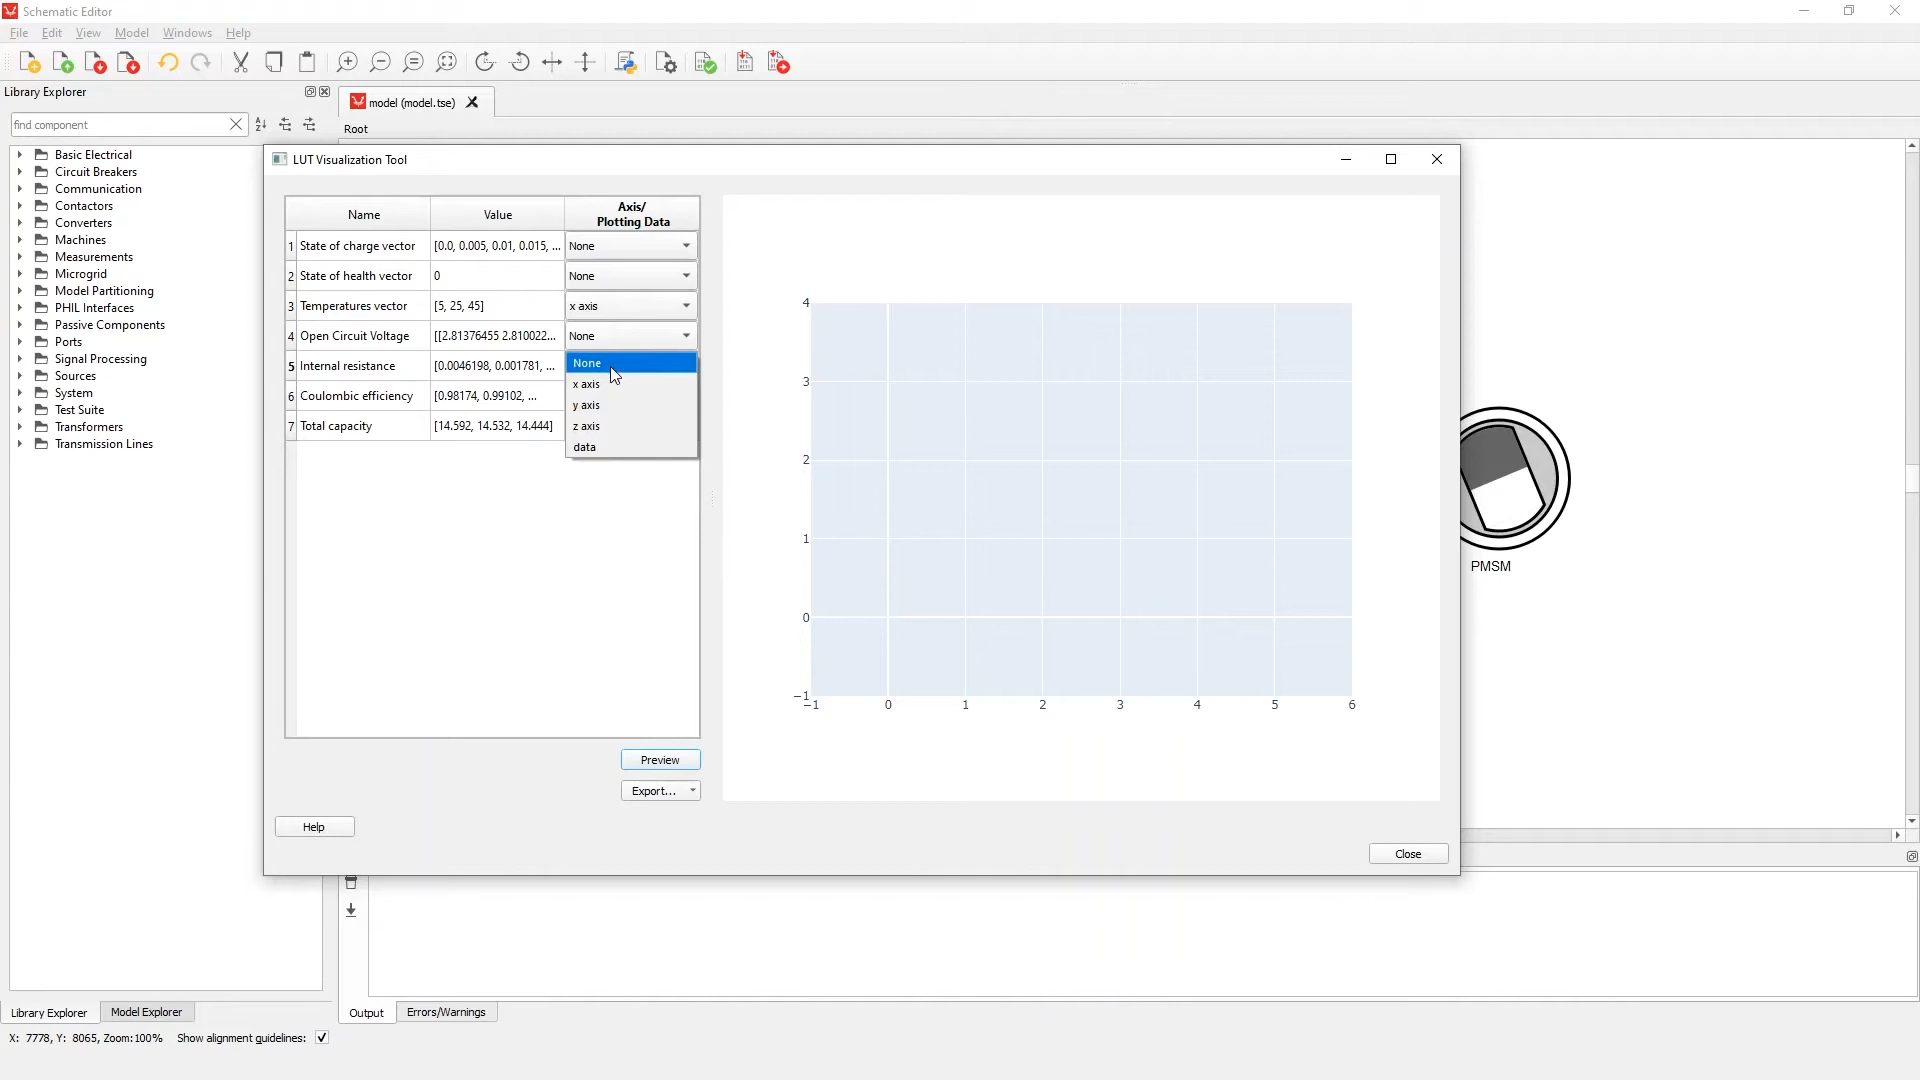 Schematic Editor
File Edit View Model Windows Help
Library Explorer
model (model.tse)
find component
Root
Basic Electrical
Circuit Breakers
Communication
Contactors
Converters
Machines
Measurements
Microgrid
Model Partitioning
PHIL Interfaces
Passive Components
Ports
Signal Processing
Sources
System
Test Suite
Transformers
Transmission Lines
LUT Visualization Tool
Name Value Axis/
Plotting Data
1 State of charge vector [0.0, 0.005, 0.01, 0.015, ... None
2 State of health vector 0 None
3 Temperatures vector [5, 25, 45] x axis
4 Open Circuit Voltage [[2.81376455 2.810022... None
5 Internal resistance [0.0046198, 0.001781, ...
6 Coulombic efficiency [0.98174, 0.99102, ...
7 Total capacity [14.592, 14.532, 14.444]
None
x axis
y axis
z axis
data
4
3
2
1
0
−1
−1 0 1 2 3 4 5 6
Preview
Export...
Help
Close
PMSM
Library Explorer Model Explorer
Output Errors/Warnings
X: 7778, Y: 8065, Zoom:100% Show alignment guidelines: